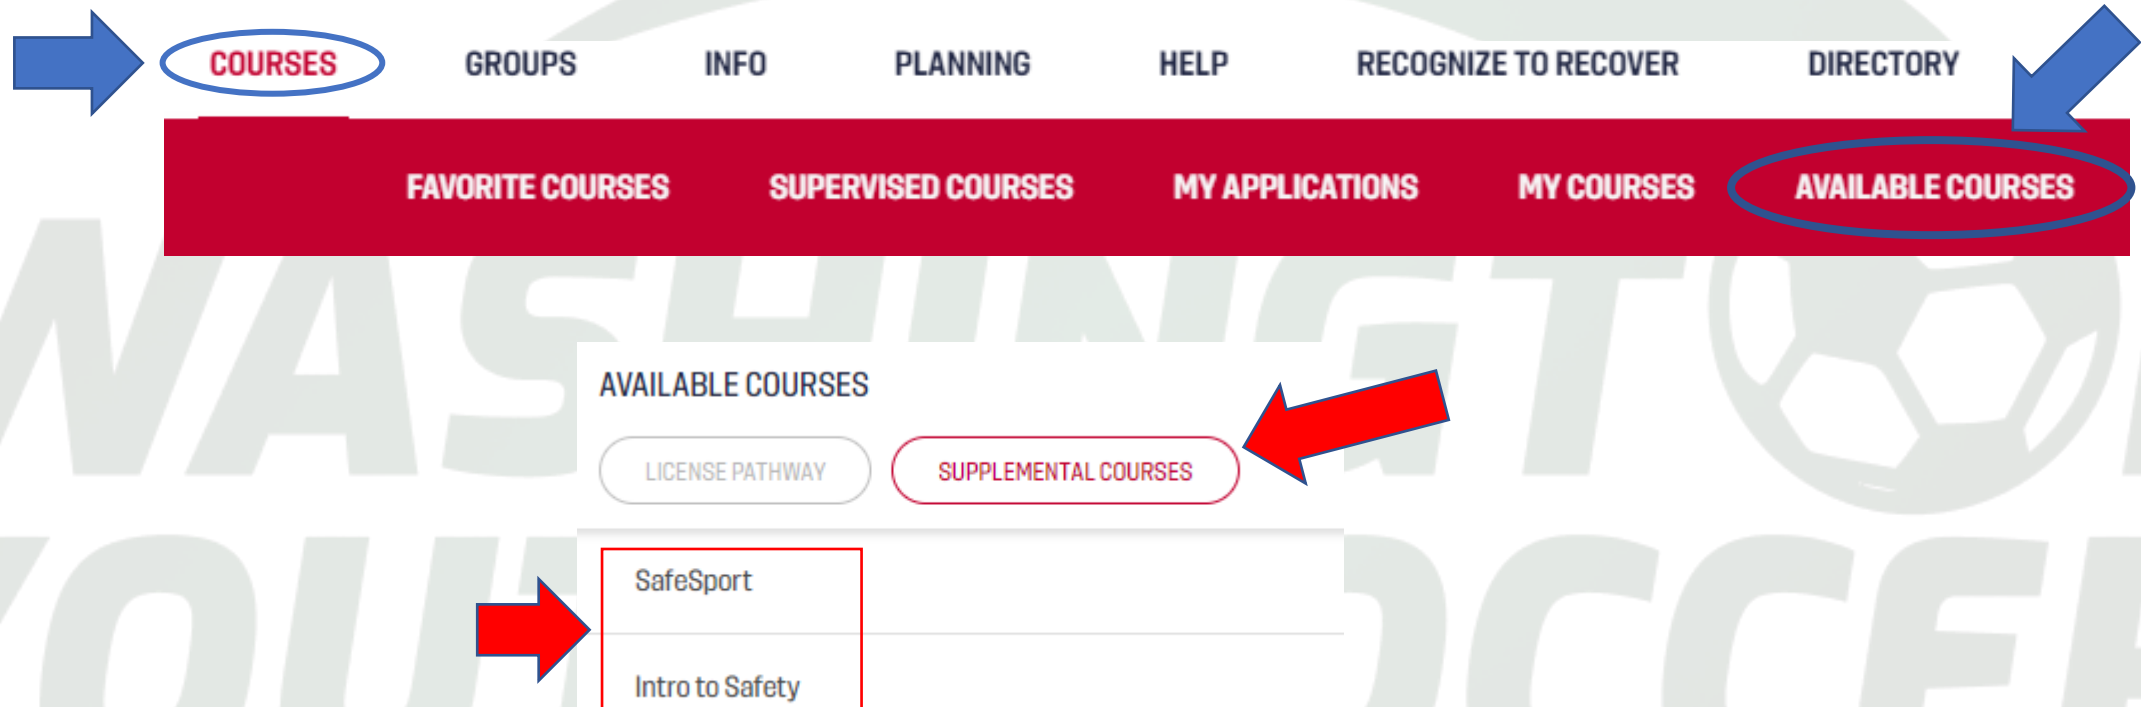 COURSES GROUPS INFO PLANNING HELP RECOGNIZE TO RECOVER DIRECTORY
FAVORITE COURSES SUPERVISED COURSES MY APPLICATIONS MY COURSES AVAILABLE COURSES
WASHINGT
AVAILABLE COURSES
LICENSE PATHWAY SUPPLEMENTAL COURSES
SafeSport
Intro to Safety